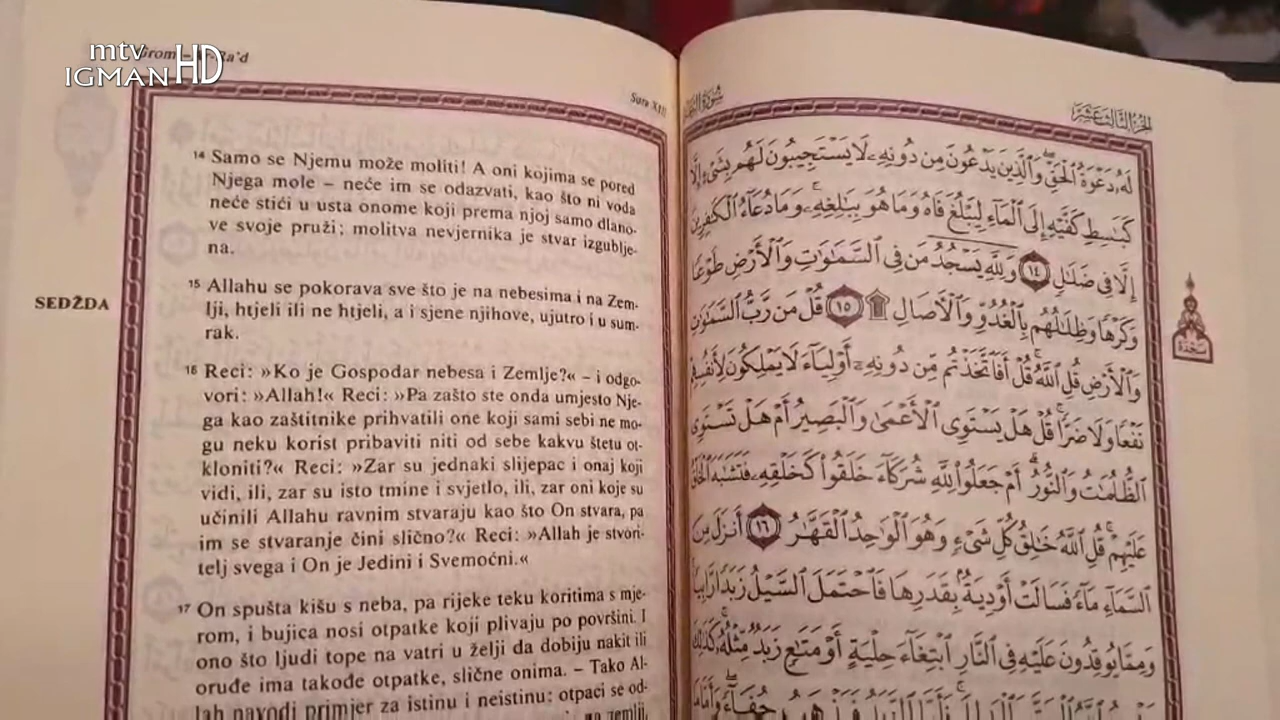 mtv
IGMAN HD
Grom – Ra'd
Sura XIII
14 Samo se Njemu može moliti! A oni kojima se pored
Njega mole – neće im se odazvati, kao što ni voda
neće stići u usta onome koji prema njoj samo dlano-
ve svoje pruži; molitva nevjernika je stvar izgublje-
na.
SEDŽDA
15 Allahu se pokorava sve što je na nebesima i na Zem-
lji, htjeli ili ne htjeli, a i sjene njihove, ujutro i u sum-
rak.
16 Reci: »Ko je Gospodar nebesa i Zemlje?« – i odgo-
vori: »Allah!« Reci: »Pa zašto ste onda umjesto Nje-
ga kao zaštitnike prihvatili one koji sami sebi ne mo-
gu neku korist pribaviti niti od sebe kakvu štetu ot-
kloniti?« Reci: »Zar su jednaki slijepac i onaj koji
vidi, ili, zar su isto tmine i svjetlo, ili, zar oni koje su
učinili Allahu ravnim stvaraju kao što On stvara, pa
im se stvaranje čini slično?« Reci: »Allah je stvori-
telj svega i On je Jedini i Svemoćni.«
17 On spušta kišu s neba, pa rijeke teku koritima s mje-
rom, i bujica nosi otpatke koji plivaju po površini. I
ono što ljudi tope na vatri u želji da dobiju nakit ili
oruđe ima takođe otpatke, slične onima. – Tako Al-
lah navodi primjer za istinu i neistinu: otpaci se od-
na zemlji,
الجزء الثالث عشر
لَهُۥ دَعْوَةُ ٱلْحَقِّ ۖ وَٱلَّذِينَ يَدْعُونَ مِن دُونِهِۦ لَا يَسْتَجِيبُونَ لَهُم بِشَىْءٍ إِلَّا
كَبَٰسِطِ كَفَّيْهِ إِلَى ٱلْمَآءِ لِيَبْلُغَ فَاهُ وَمَا هُوَ بِبَٰلِغِهِۦ ۚ وَمَا دُعَآءُ ٱلْكَٰفِرِينَ
إِلَّا فِى ضَلَٰلٍ ١٤ وَلِلَّهِ يَسْجُدُ مَن فِى ٱلسَّمَٰوَٰتِ وَٱلْأَرْضِ طَوْعًا
وَكَرْهًا وَظِلَٰلُهُم بِٱلْغُدُوِّ وَٱلْءَاصَالِ ۩ ١٥ قُلْ مَن رَّبُّ ٱلسَّمَٰوَٰتِ
وَٱلْأَرْضِ قُلِ ٱللَّهُ ۚ قُلْ أَفَٱتَّخَذْتُم مِّن دُونِهِۦٓ أَوْلِيَآءَ لَا يَمْلِكُونَ لِأَنفُسِهِمْ
نَفْعًا وَلَا ضَرًّا ۚ قُلْ هَلْ يَسْتَوِى ٱلْأَعْمَىٰ وَٱلْبَصِيرُ أَمْ هَلْ تَسْتَوِى
ٱلظُّلُمَٰتُ وَٱلنُّورُ ۗ أَمْ جَعَلُوا۟ لِلَّهِ شُرَكَآءَ خَلَقُوا۟ كَخَلْقِهِۦ فَتَشَٰبَهَ ٱلْخَلْقُ
عَلَيْهِمْ ۚ قُلِ ٱللَّهُ خَٰلِقُ كُلِّ شَىْءٍ وَهُوَ ٱلْوَٰحِدُ ٱلْقَهَّٰرُ ١٦ أَنزَلَ مِنَ
ٱلسَّمَآءِ مَآءً فَسَالَتْ أَوْدِيَةٌۢ بِقَدَرِهَا فَٱحْتَمَلَ ٱلسَّيْلُ زَبَدًا رَّابِيًا
وَمِمَّا يُوقِدُونَ عَلَيْهِ فِى ٱلنَّارِ ٱبْتِغَآءَ حِلْيَةٍ أَوْ مَتَٰعٍ زَبَدٌ مِّثْلُهُۥ ۚ كَذَٰلِكَ
سجدة